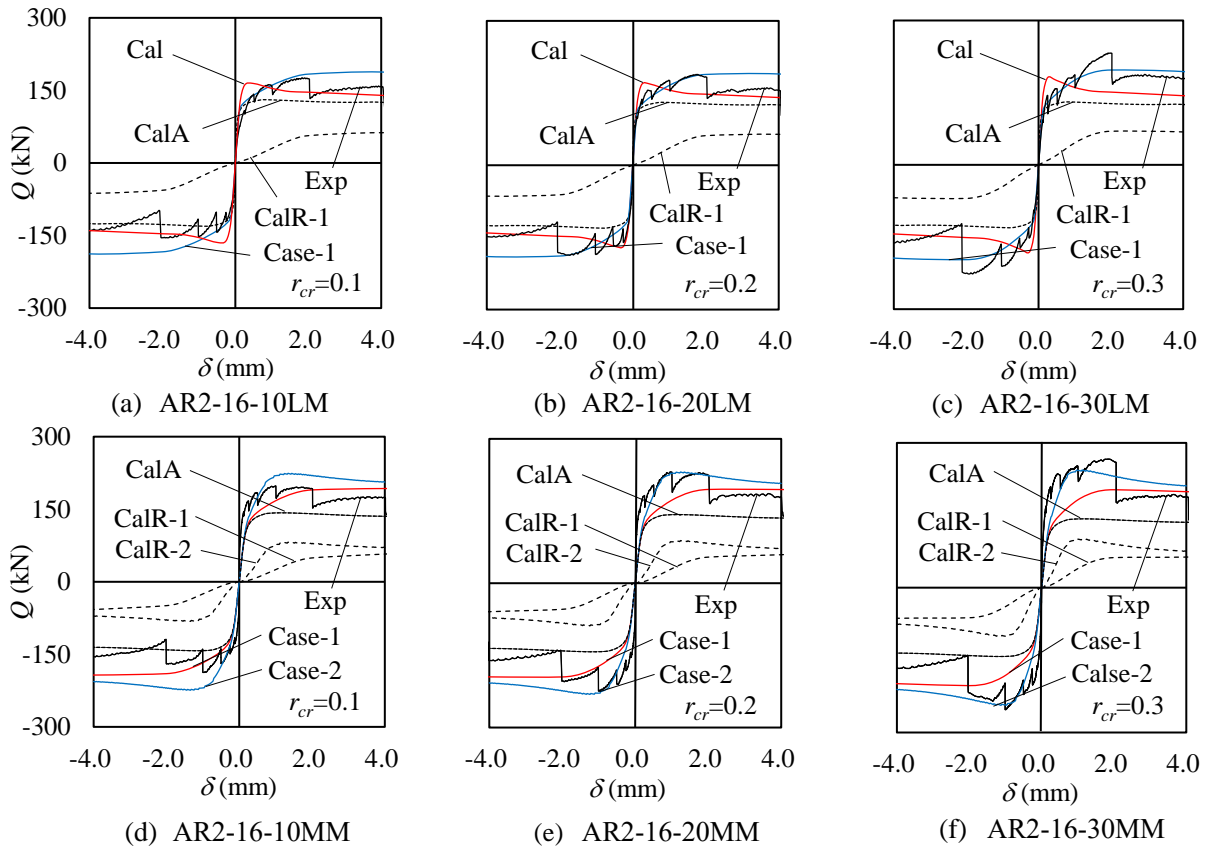 300
150
0
-150
-300
Q (kN)
Cal
CalA
Exp
CalR-1
Case-1
r_cr=0.1
-4.0 -2.0 0.0 2.0 4.0
δ (mm)
(a) AR2-16-10LM
Cal
CalA
Exp
CalR-1
Case-1
r_cr=0.2
-4.0 -2.0 0.0 2.0 4.0
δ (mm)
(b) AR2-16-20LM
Cal
CalA
Exp
CalR-1
Case-1
r_cr=0.3
-4.0 -2.0 0.0 2.0 4.0
δ (mm)
(c) AR2-16-30LM
300
150
0
-150
-300
Q (kN)
CalA
CalR-1
CalR-2
Exp
Case-1
Case-2
r_cr=0.1
-4.0 -2.0 0.0 2.0 4.0
δ (mm)
(d) AR2-16-10MM
CalA
CalR-1
CalR-2
Exp
Case-1
Case-2
r_cr=0.2
-4.0 -2.0 0.0 2.0 4.0
δ (mm)
(e) AR2-16-20MM
CalA
CalR-1
CalR-2
Exp
Case-1
Calse-2
r_cr=0.3
-4.0 -2.0 0.0 2.0 4.0
δ (mm)
(f) AR2-16-30MM